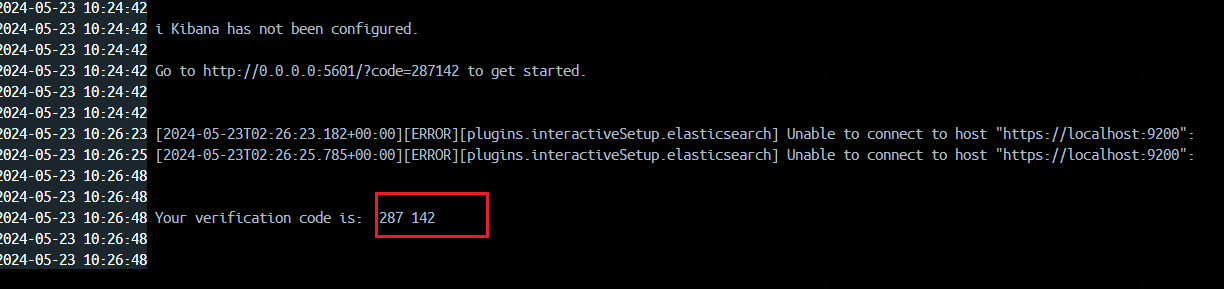 2024-05-23 10:24:42
2024-05-23 10:24:42 i Kibana has not been configured.
2024-05-23 10:24:42
2024-05-23 10:24:42 Go to http://0.0.0.0:5601/?code=287142 to get started.
2024-05-23 10:24:42
2024-05-23 10:24:42
2024-05-23 10:26:23 [2024-05-23T02:26:23.182+00:00][ERROR][plugins.interactiveSetup.elasticsearch] Unable to connect to host "https://localhost:9200":
2024-05-23 10:26:25 [2024-05-23T02:26:25.785+00:00][ERROR][plugins.interactiveSetup.elasticsearch] Unable to connect to host "https://localhost:9200":
2024-05-23 10:26:48
2024-05-23 10:26:48
2024-05-23 10:26:48 Your verification code is: 287 142
2024-05-23 10:26:48
2024-05-23 10:26:48